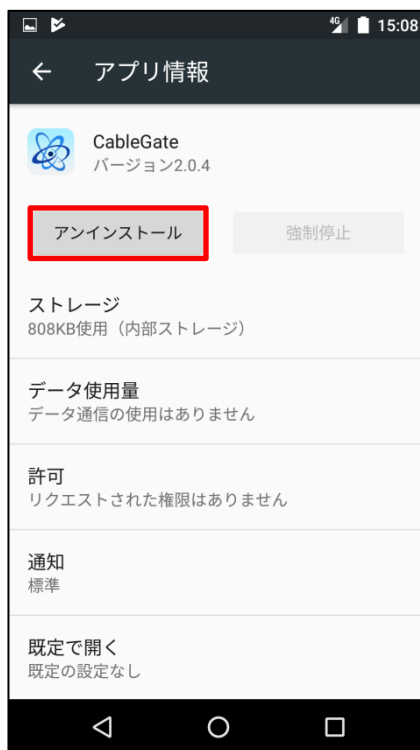 4G 15:08
アプリ情報
CableGate
バージョン2.0.4
アンインストール 強制停止
ストレージ
808KB使用（内部ストレージ）
データ使用量
データ通信の使用はありません
許可
リクエストされた権限はありません
通知
標準
既定で開く
既定の設定なし